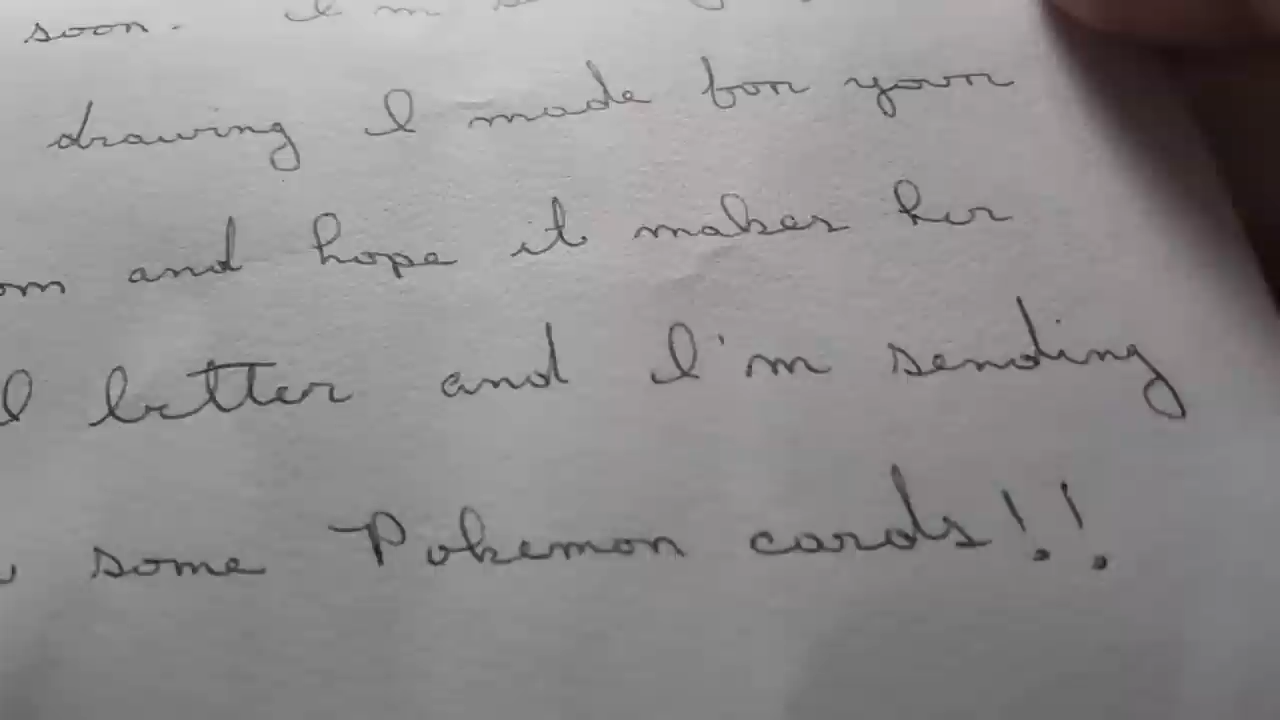 soon. I'm
drawing I made for your
and hope it makes her
better and I'm sending
some Pokemon cards!!